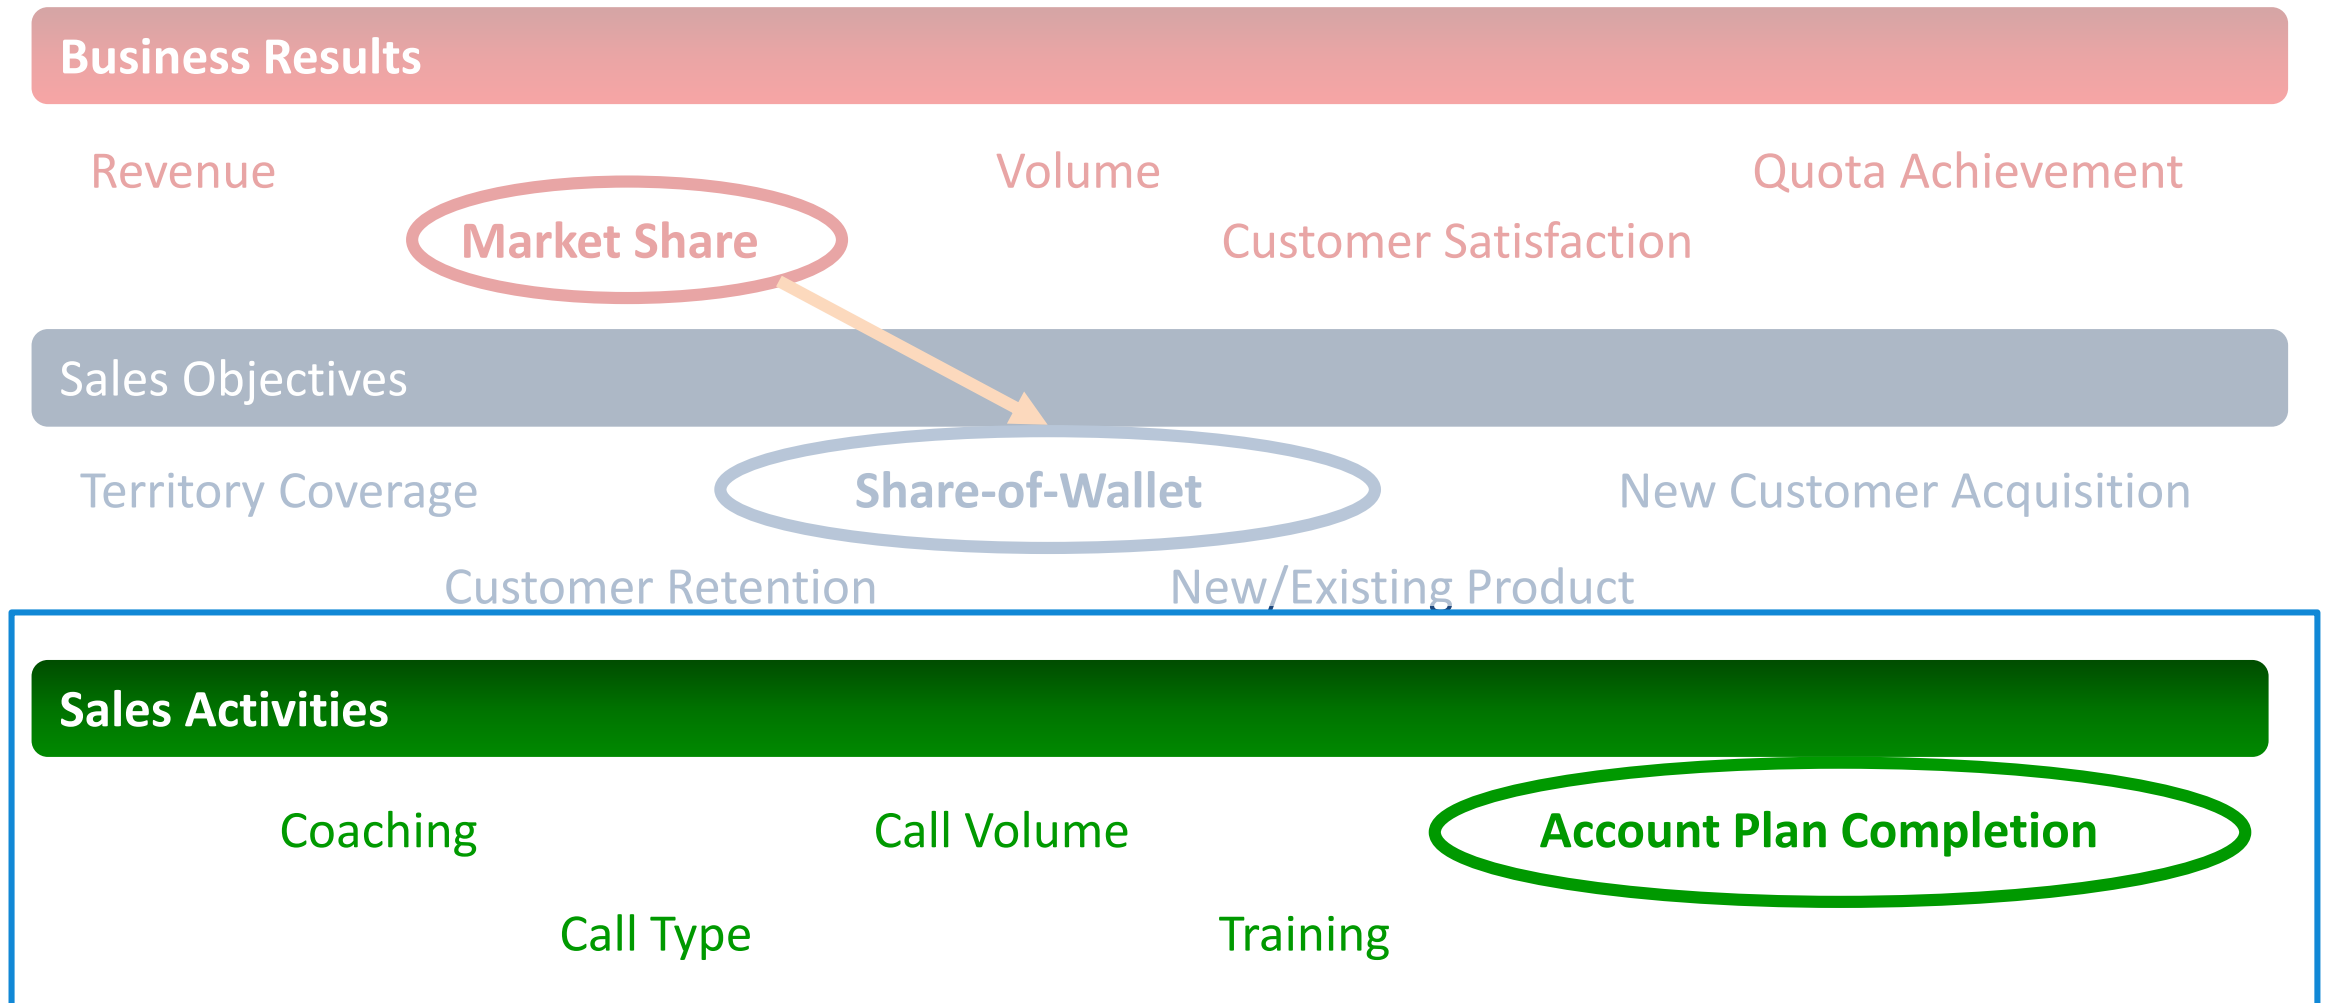 Business Results
Revenue
Volume
Quota Achievement
Market Share
Customer Satisfaction
Sales Objectives
Territory Coverage
Share-of-Wallet
New Customer Acquisition
Customer Retention
New/Existing Product
Sales Activities
Coaching
Call Volume
Account Plan Completion
Call Type
Training